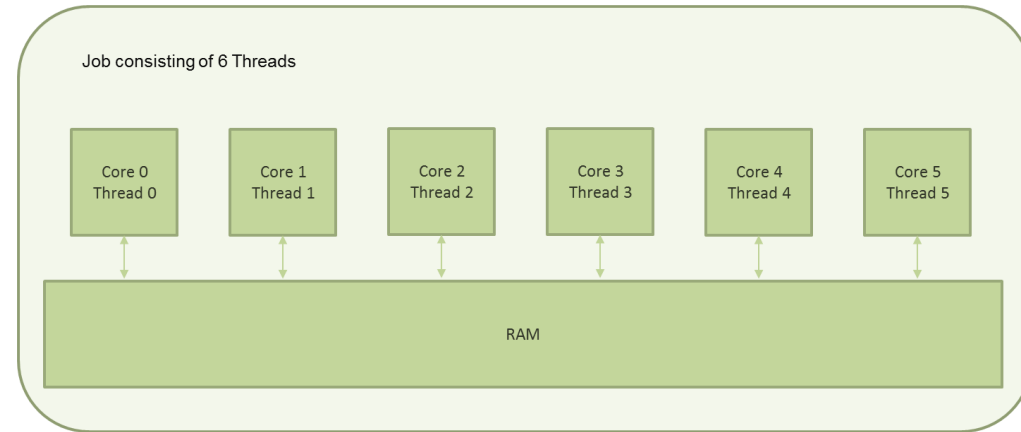 Job consisting of 6 Threads
Core 0
Thread 0
Core 1
Thread 1
Core 2
Thread 2
Core 3
Thread 3
Core 4
Thread 4
Core 5
Thread 5
RAM